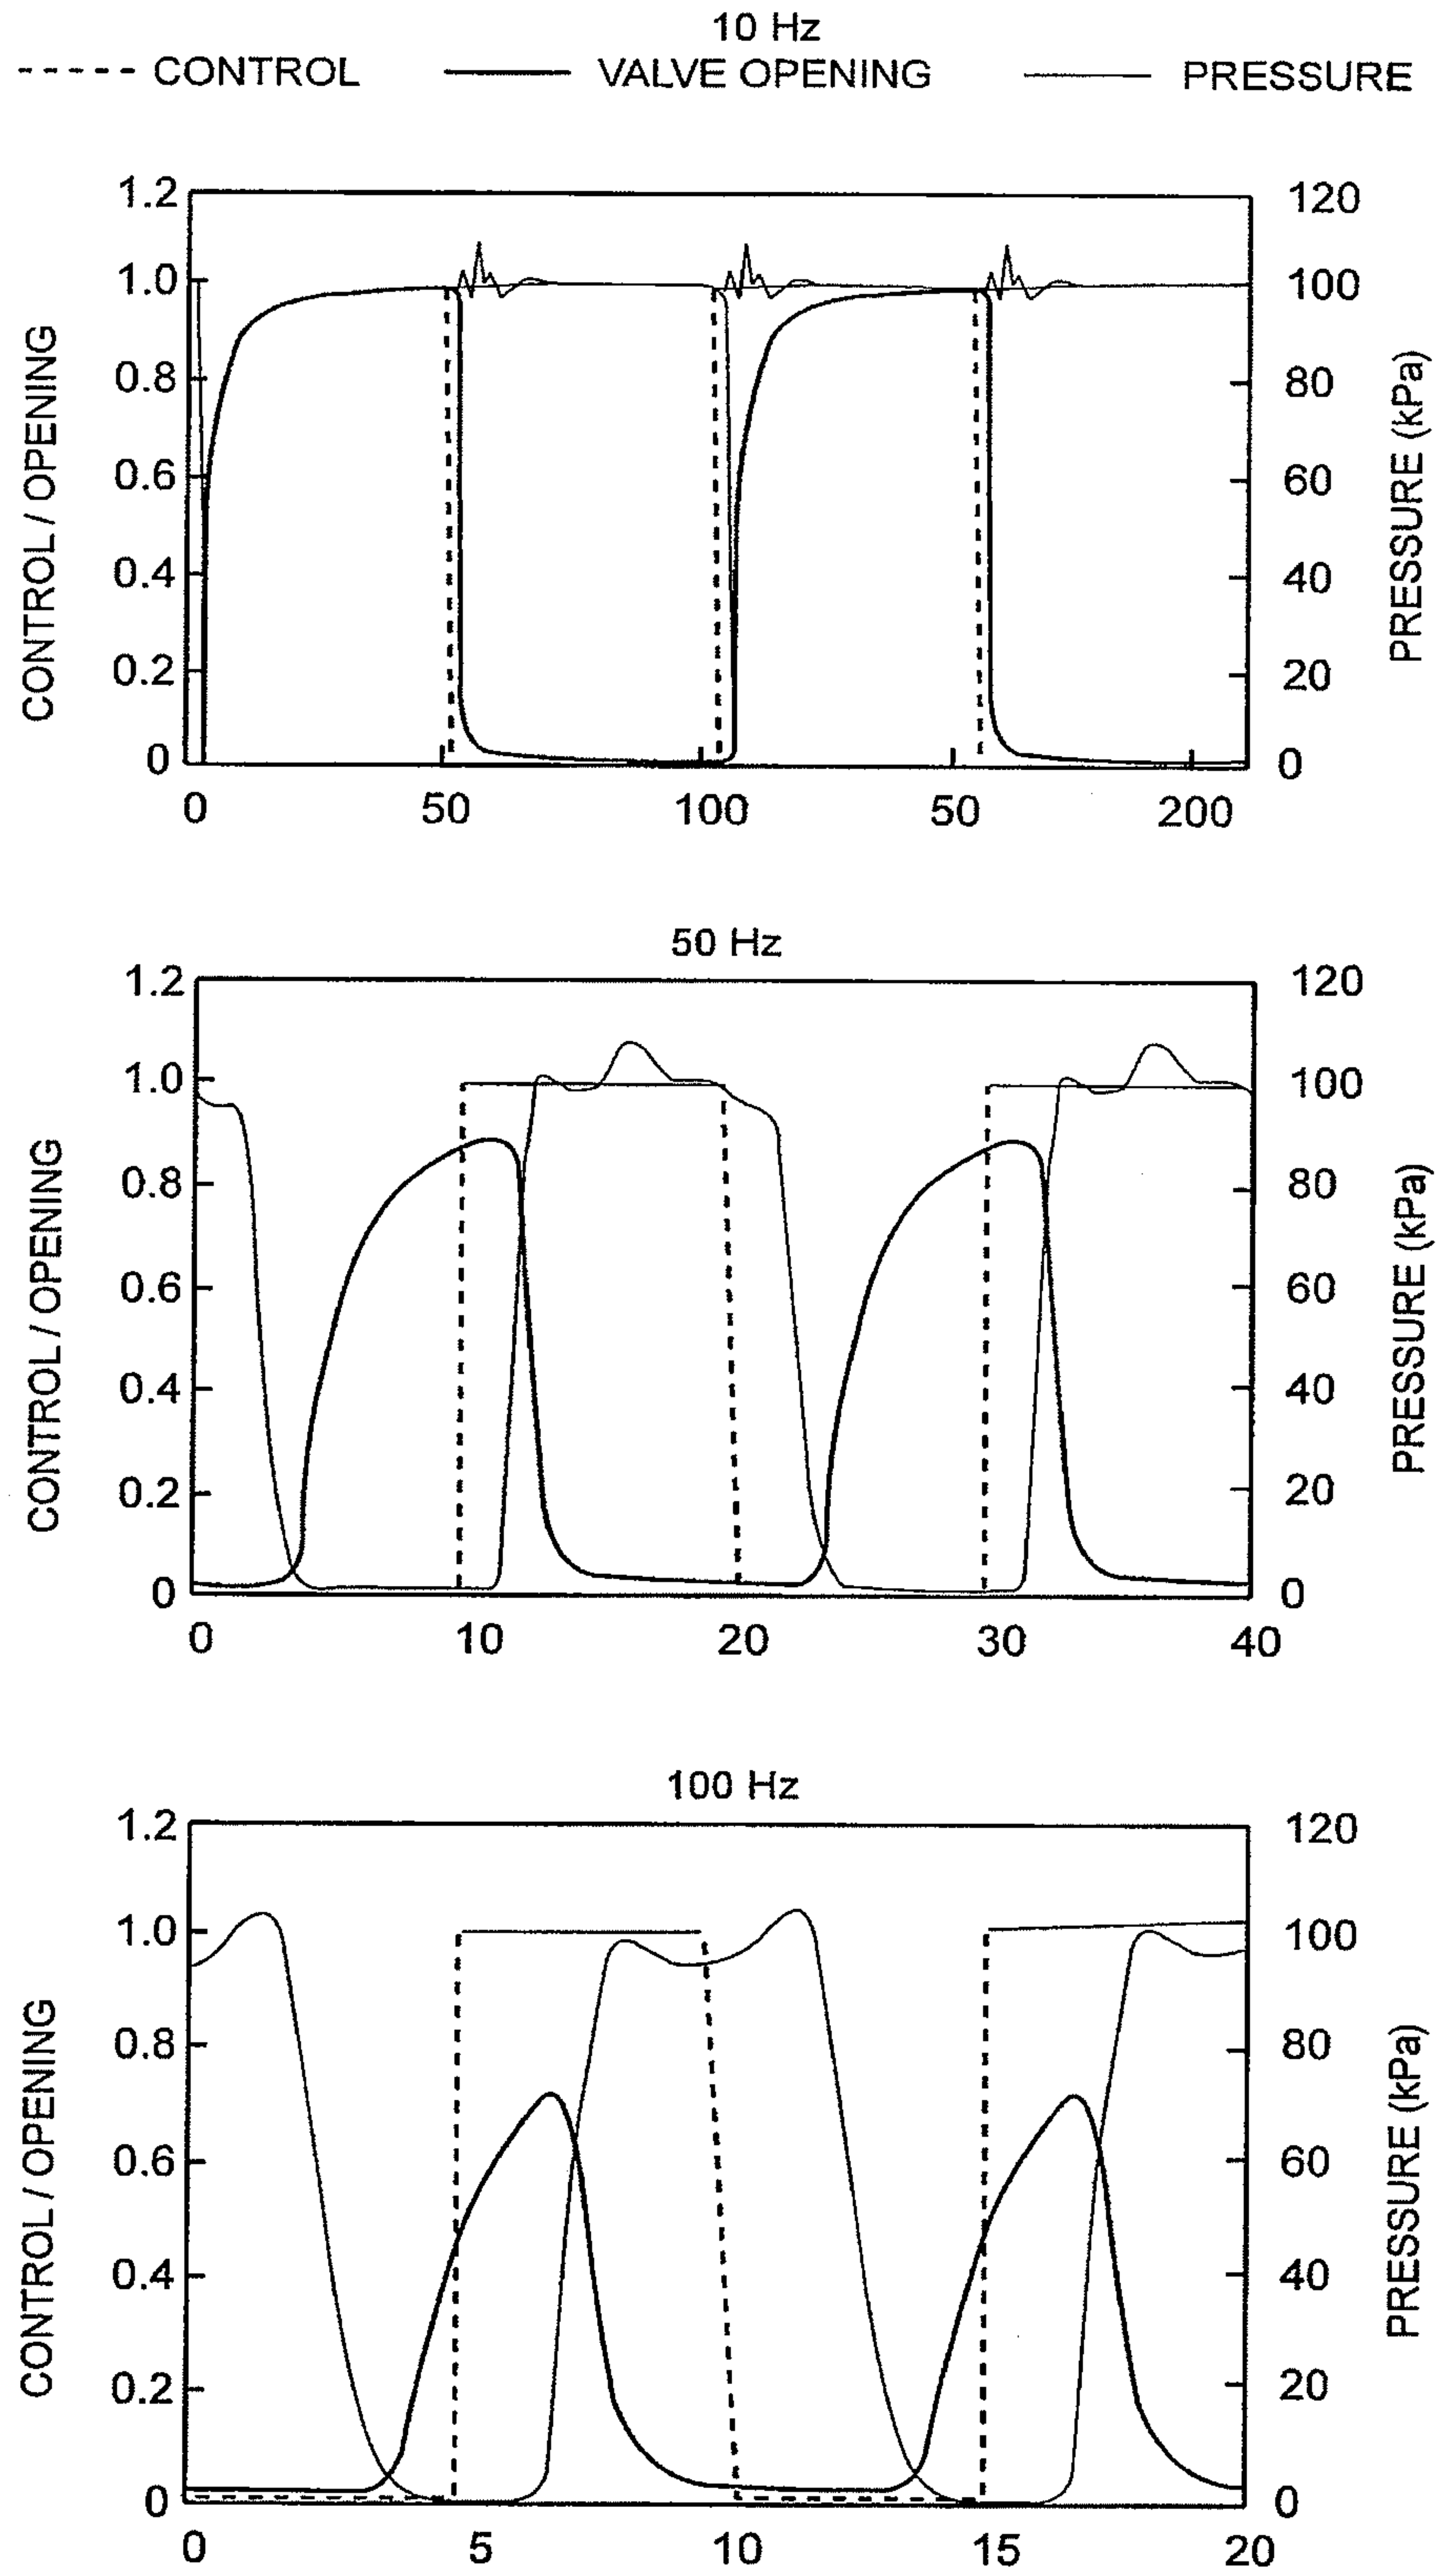 10 Hz
CONTROL VALVE OPENING PRESSURE
1.2 120
1.0 100
0.8 80
0.6 60
0.4 40
0.2 20
0 0
CONTROL / OPENING
PRESSURE (kPa)
0 50 100 50 200
50 Hz
1.2 120
1.0 100
0.8 80
0.6 60
0.4 40
0.2 20
0 0
CONTROL / OPENING
PRESSURE (kPa)
0 10 20 30 40
100 Hz
1.2 120
1.0 100
0.8 80
0.6 60
0.4 40
0.2 20
0 0
CONTROL / OPENING
PRESSURE (kPa)
0 5 10 15 20